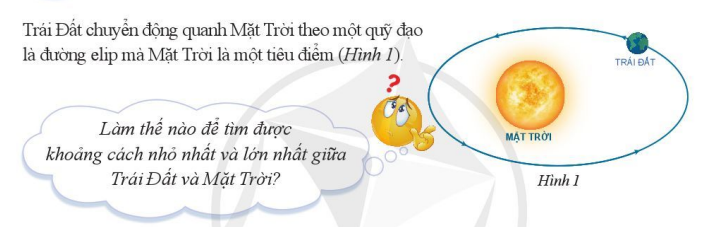 Trái Đất chuyển động quanh Mặt Trời theo một quỹ đạo
là đường elip mà Mặt Trời là một tiêu điểm (Hình 1).
?
TRÁI ĐẤT
Làm thế nào để tìm được
khoảng cách nhỏ nhất và lớn nhất giữa
Trái Đất và Mặt Trời?
MẶT TRỜI
Hình 1